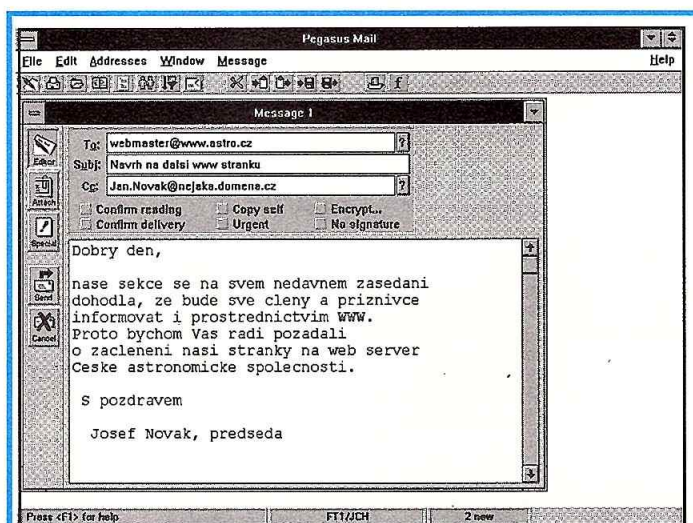 Pegasus Mail
File Edit Addresses Window Message Help
Message 1
To: webmaster@www.astro.cz ?
Editor
Subj: Navrh na dalsi www stranku
Cc: Jan.Novak@nejaka.domena.cz ?
Attach
Confirm reading Copy self Encrypt...
Confirm delivery Urgent No signature
Special
Send
Cancel
Dobry den,
nase sekce se na svem nedavnem zasedani
dohodla, ze bude sve cleny a priznivce
informovat i prostrednictvim WWW.
Proto bychom Vas radi pozadali
o zacleneni nasi stranky na web server
Ceske astronomicke spolecnosti.
S pozdravem
Josef Novak, predseda
Press <F1> for help FT1/JCH 2 new